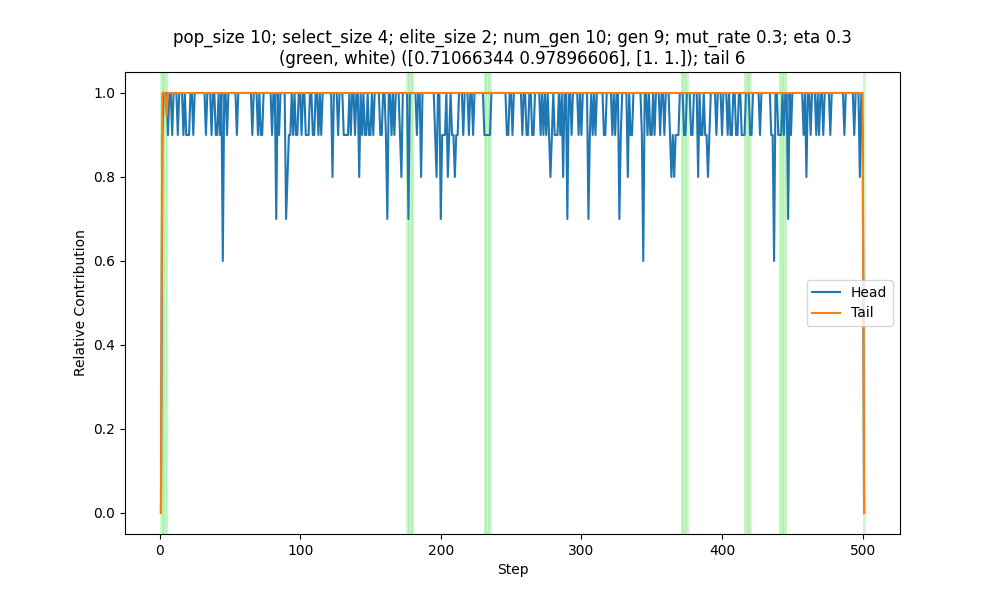 pop_size 10; select_size 4; elite_size 2; num_gen 10; gen 9; mut_rate 0.3; eta 0.3
(green, white) ([0.71066344 0.97896606], [1. 1.]); tail 6
1.0
0.8
0.6
0.4
0.2
0.0
Relative Contribution
Head
Tail
0
100
200
300
400
500
Step